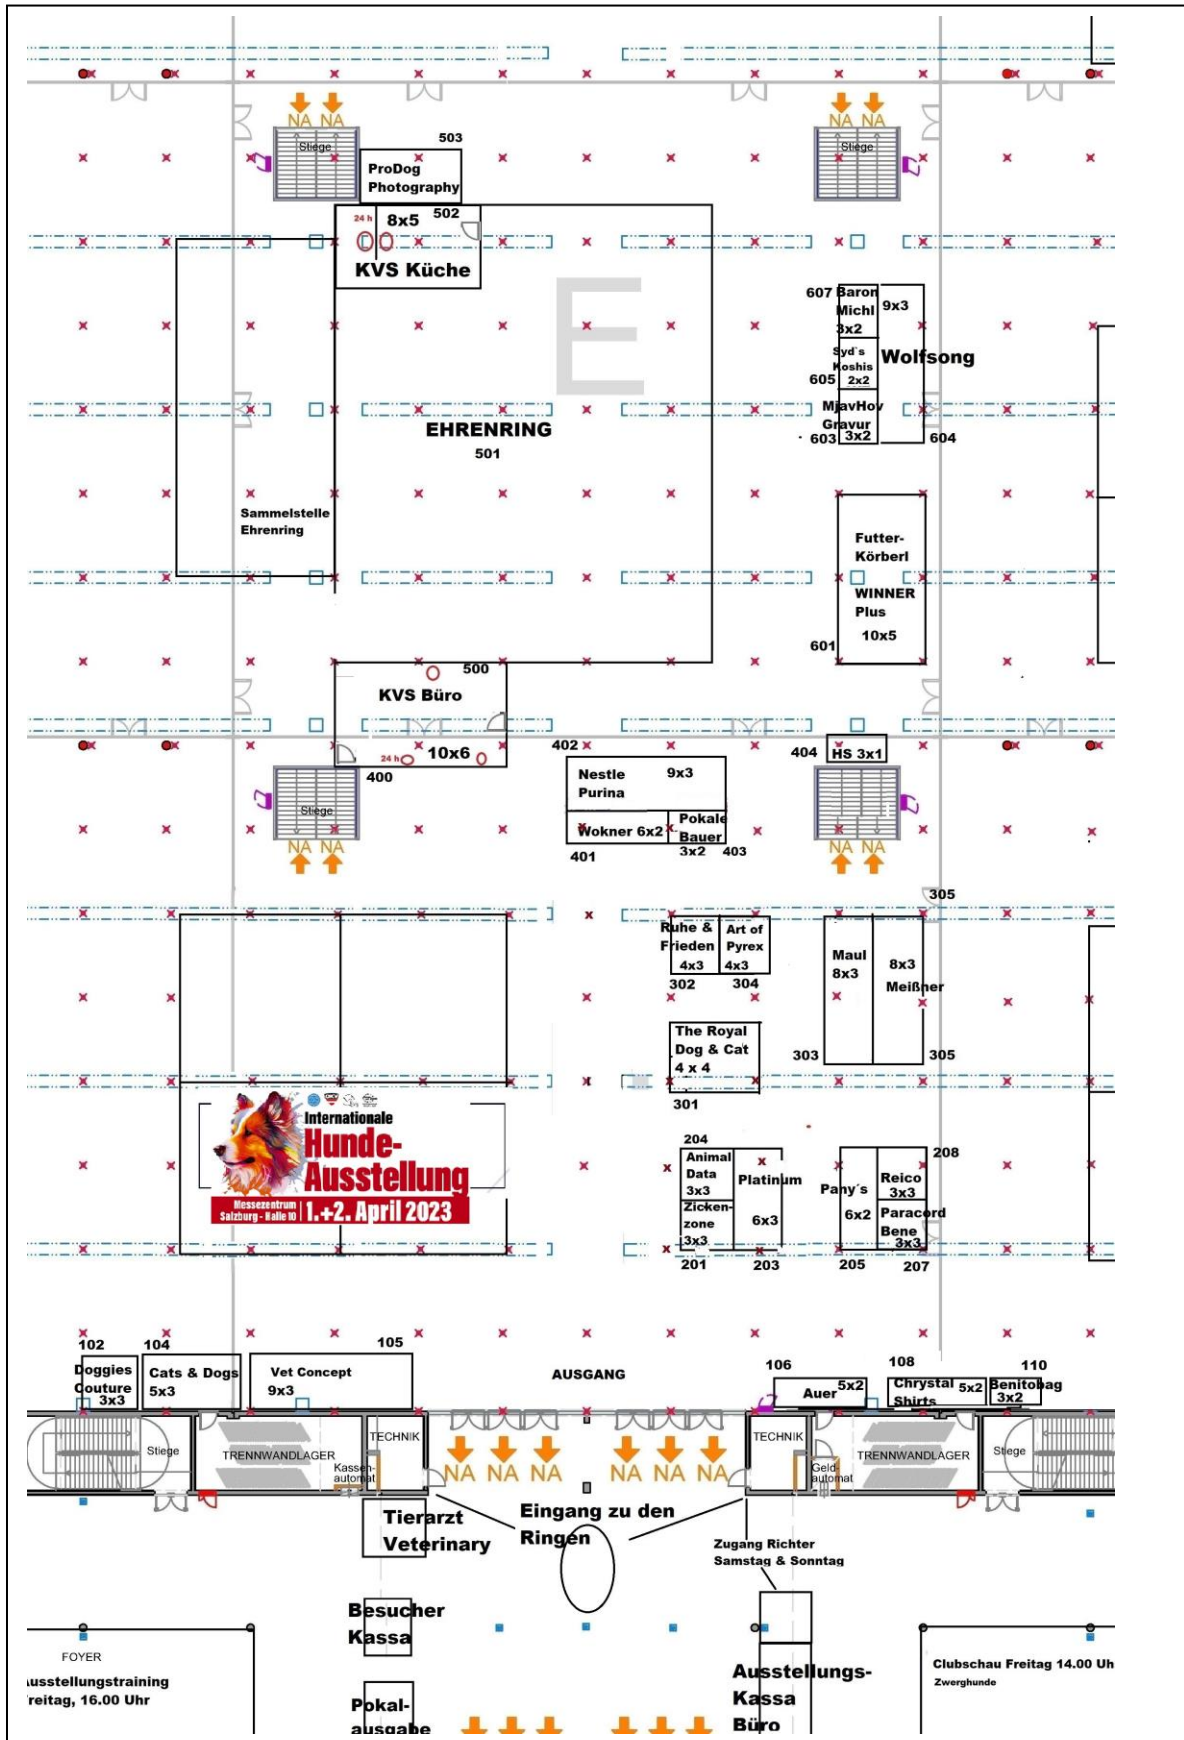 NA NA
Stiege
503
ProDog
Photography
NA NA
Stiege
24 h
8x5
502
KVS Küche
E
607
Baron
Michl
3x2
9x3
Syd`s
Koshis
2x2
605
Wolfsong
MjavHov
Gravur
3x2
603
604
EHRENRING
501
Sammelstelle
Ehrenring
Futter-
Körberl
WINNER
Plus
10x5
601
500
KVS Büro
24 h
10x6
400
402
Nestle
Purina
9x3
Wokner 6x2
Pokale
Bauer
3x2
401
403
404
HS 3x1
Stiege
NA NA
NA NA
305
Ruhe &
Frieden
4x3
302
Art of
Pyrex
4x3
304
Maul
8x3
8x3
Meißner
303
305
The Royal
Dog & Cat
4 x 4
301
Internationale
Hunde-
Ausstellung
Messezentrum
Salzburg - Halle 10
1.+2. April 2023
204
Animal
Data
3x3
Platinum
Zicken-
zone
3x3
6x3
201
203
208
Pany´s
6x2
Reico
3x3
Paracord
Bene
3x3
205
207
102
Doggies
Couture
3x3
104
Cats & Dogs
5x3
105
Vet Concept
9x3
AUSGANG
106
5x2
Auer
108
Chrystal
Shirts
5x2
110
Benitobag
3x2
Stiege
TRENNWANDLAGER
Kassen-
automat
TECHNIK
NA NA NA
NA NA NA
TECHNIK
Geld-
automat
TRENNWANDLAGER
Stiege
Tierarzt
Veterinary
Eingang zu den
Ringen
Zugang Richter
Samstag & Sonntag
Besucher
Kassa
FOYER
usstellungstraining
reitag, 16.00 Uhr
Pokal-
ausgabe
Ausstellungs-
Kassa
Büro
Clubschau Freitag 14.00 Uh
Zwerghunde